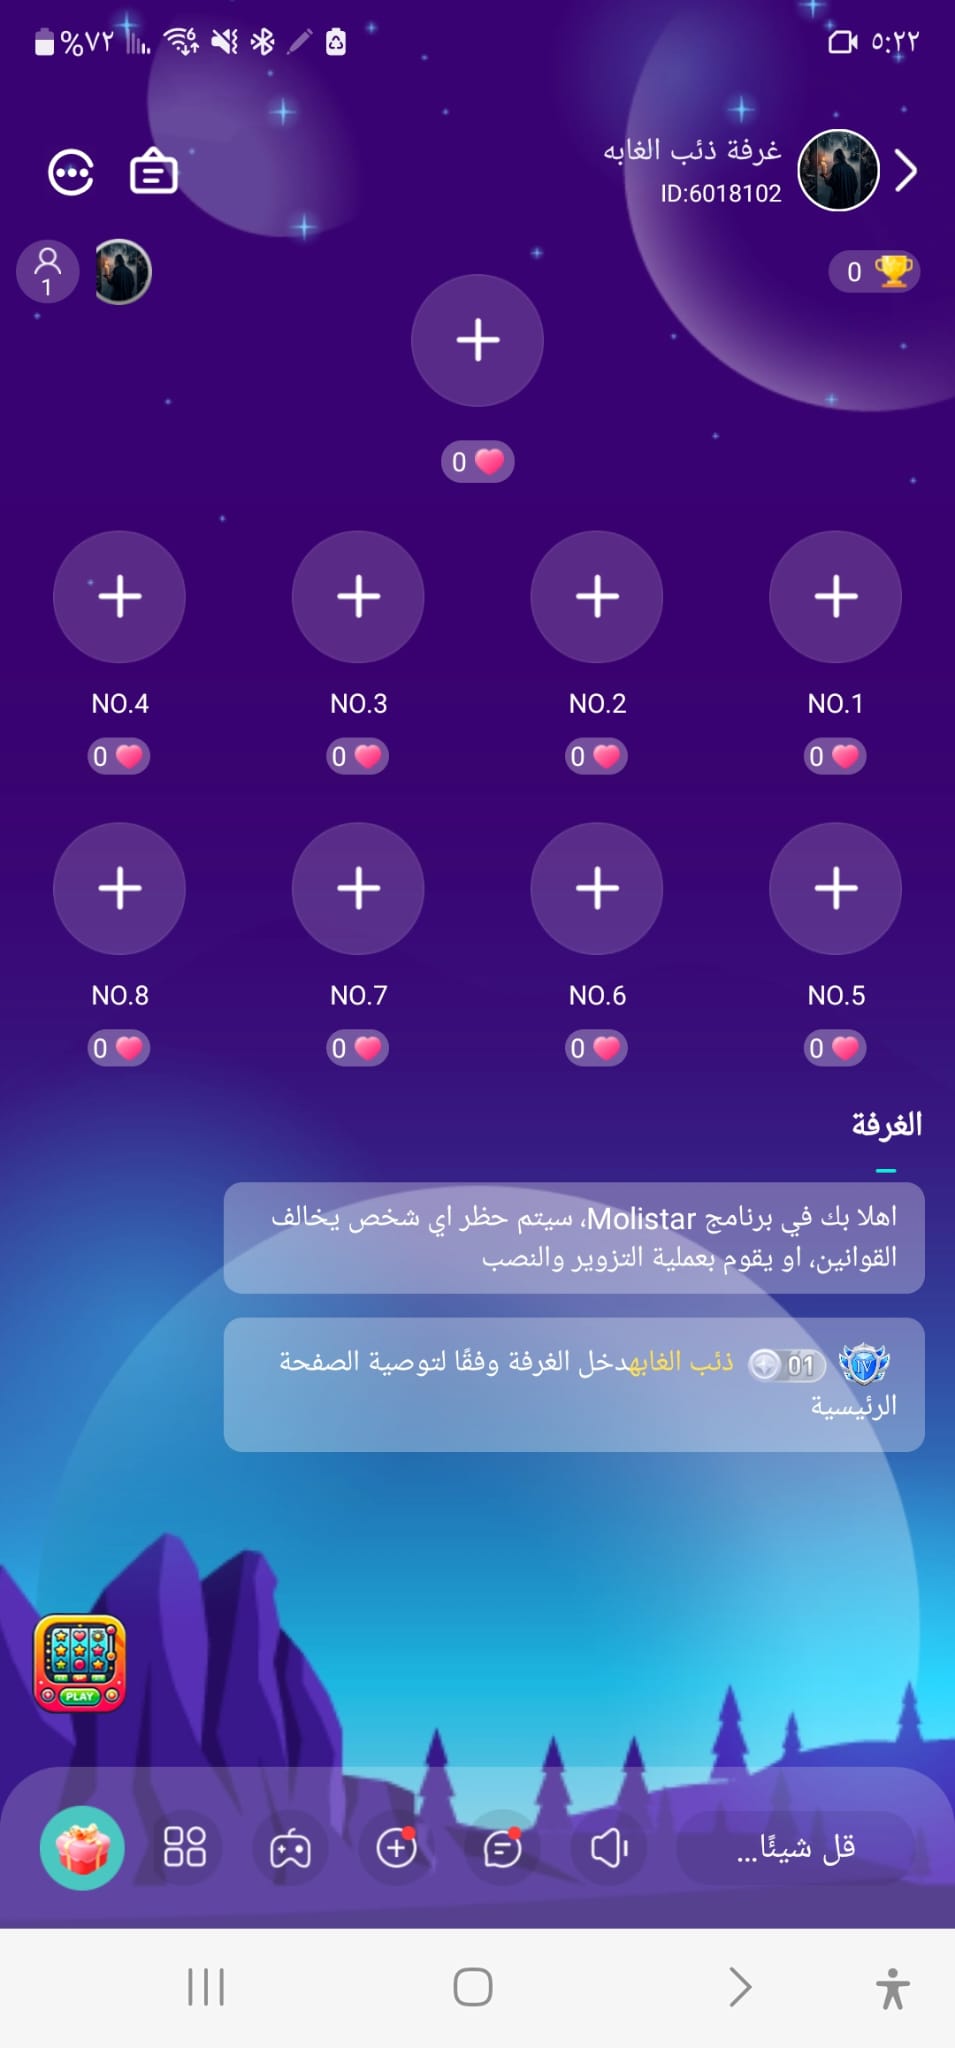 %٧٢
٥:٢٢
غرفة ذئب الغابه
ID:6018102
1
0
0
NO.1
NO.2
NO.3
NO.4
0
0
0
0
NO.5
NO.6
NO.7
NO.8
0
0
0
0
الغرفة
اهلا بك في برنامج Molistar، سيتم حظر اي شخص يخالف
القوانين، او يقوم بعملية التزوير والنصب
IV 01 ذئب الغابهدخل الغرفة وفقًا لتوصية الصفحة
الرئيسية
PLAY
قل شيئًا...